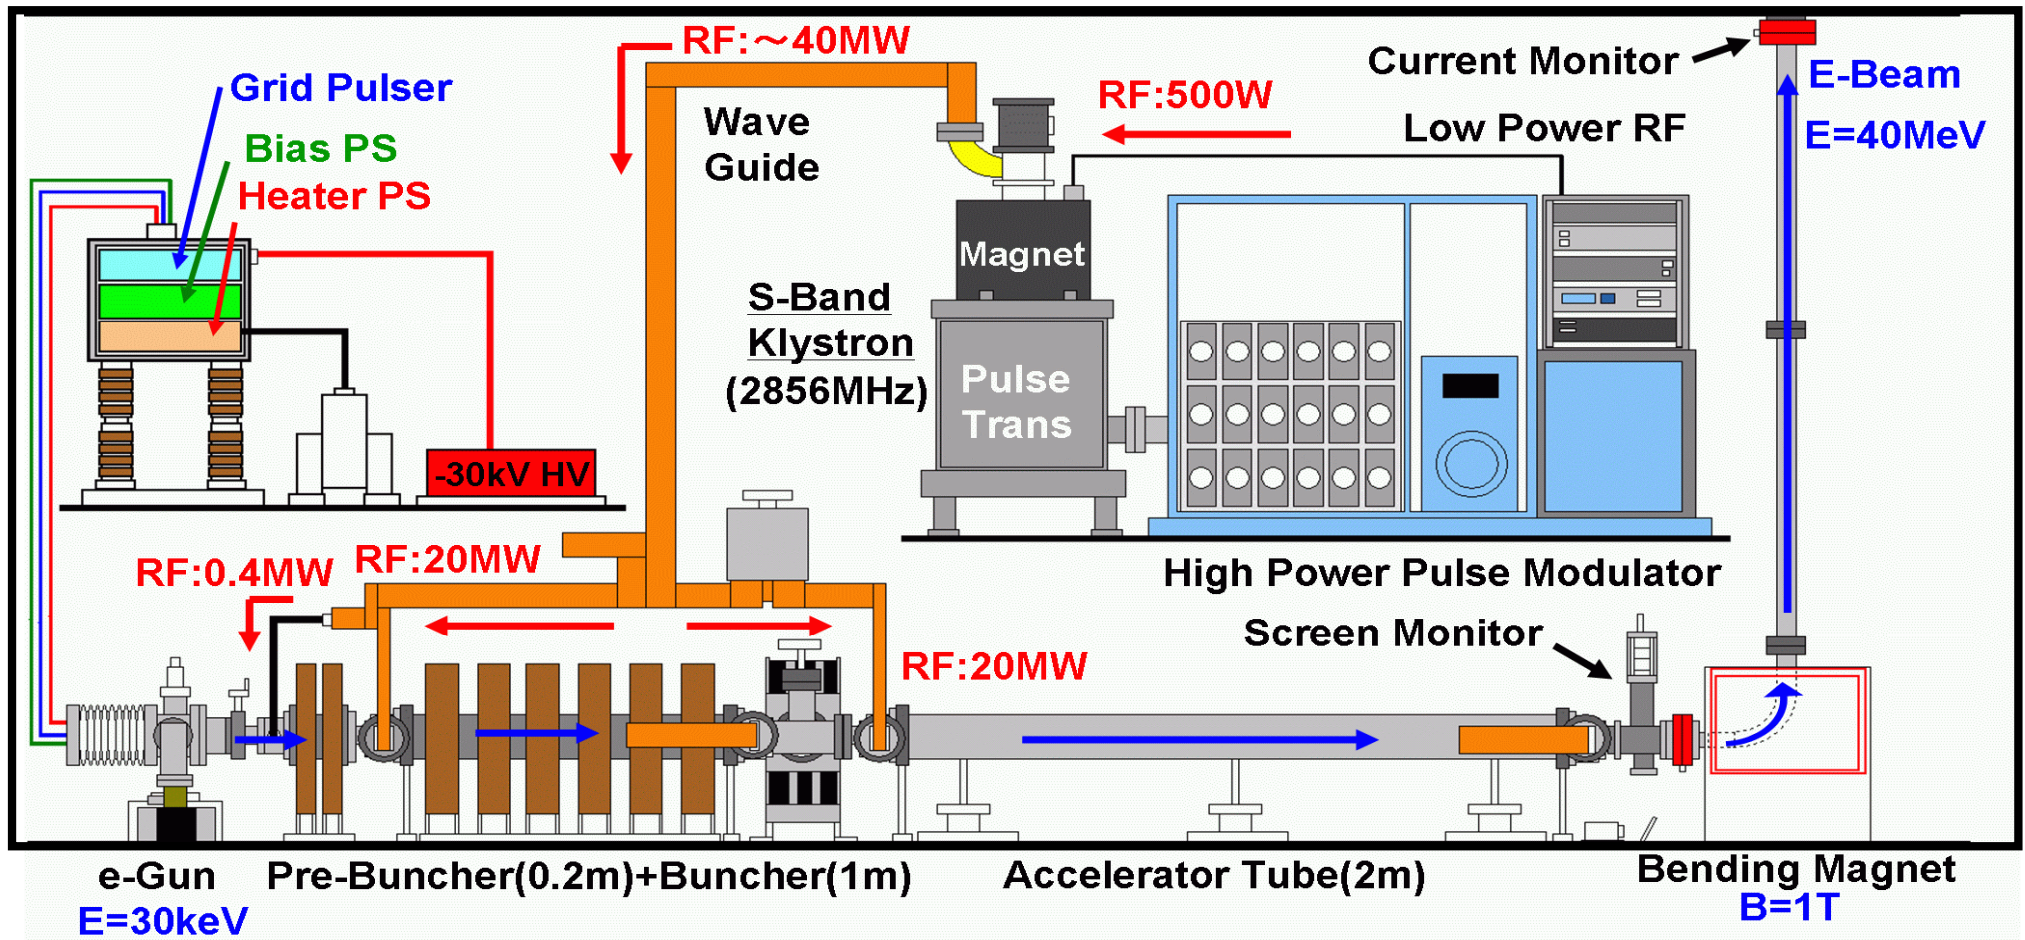 RF:～40MW
Current Monitor
Grid Pulser
E-Beam
RF:500W
Wave
Guide
Low Power RF
E=40MeV
Bias PS
Heater PS
Magnet
S-Band
Klystron
(2856MHz)
Pulse
Trans
-30kV HV
RF:0.4MW
RF:20MW
High Power Pulse Modulator
Screen Monitor
RF:20MW
e-Gun
E=30keV
Pre-Buncher(0.2m)+Buncher(1m)
Accelerator Tube(2m)
Bending Magnet
B=1T